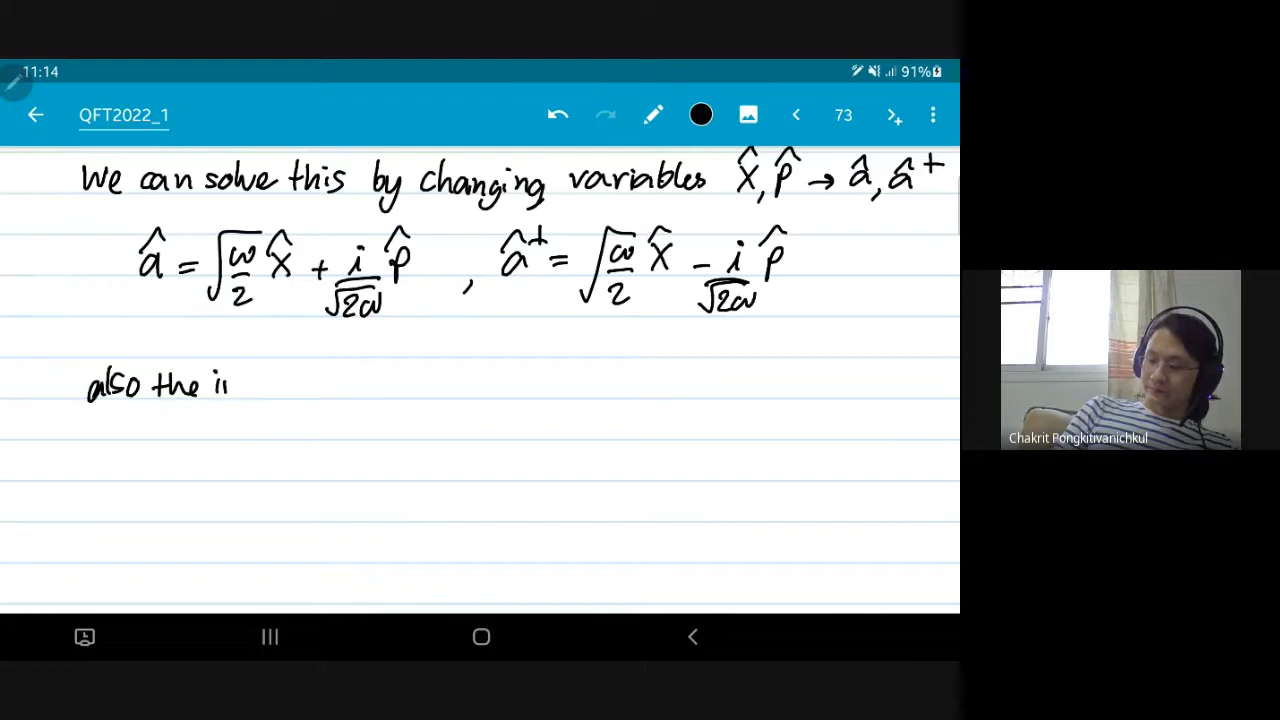 11:14
91%
QFT2022_1
73
We can solve this by changing variables X̂, P̂ → â, â†
â = √(ω/2) X̂ + i/√(2ω) P̂ , â† = √(ω/2) X̂ - i/√(2ω) P̂
also the
Chakrit Pongkitivanichkul